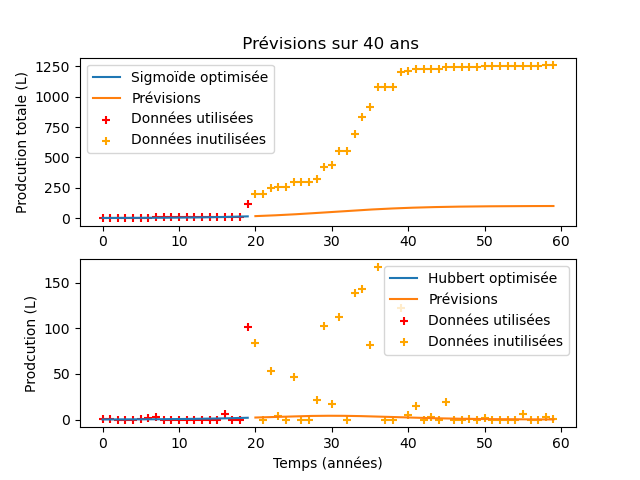 Prévisions sur 40 ans
Prodcution totale (L)
1250
1000
750
500
250
0
Sigmoïde optimisée
Prévisions
Données utilisées
Données inutilisées
0 10 20 30 40 50 60
Prodcution (L)
150
100
50
0
Hubbert optimisée
Prévisions
Données utilisées
Données inutilisées
0 10 20 30 40 50 60
Temps (années)